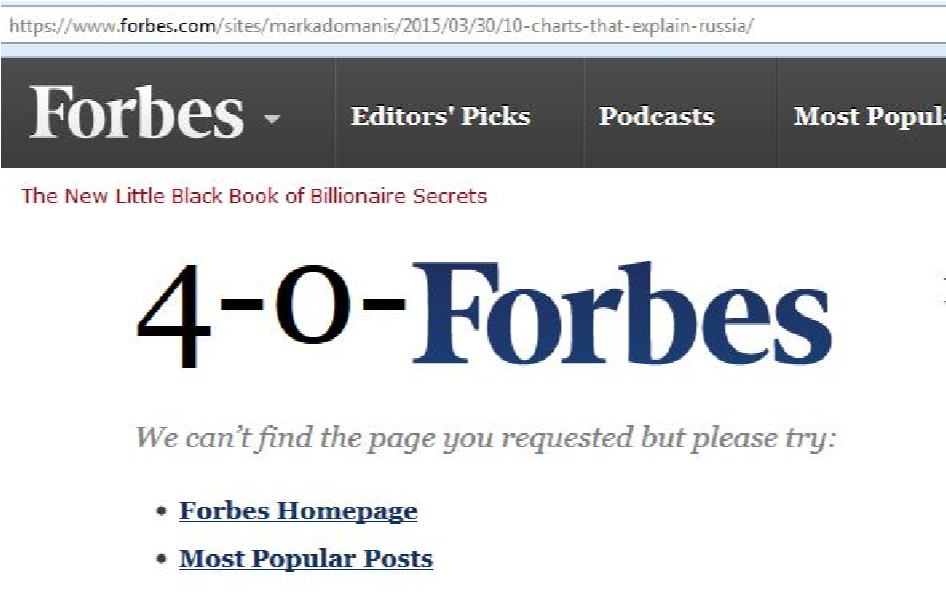 https://www.forbes.com/sites/markadomanis/2015/03/30/10-charts-that-explain-russia/
Forbes Editors' Picks Podcasts Most Popula
The New Little Black Book of Billionaire Secrets
4-0-Forbes
We can't find the page you requested but please try:
• Forbes Homepage
• Most Popular Posts